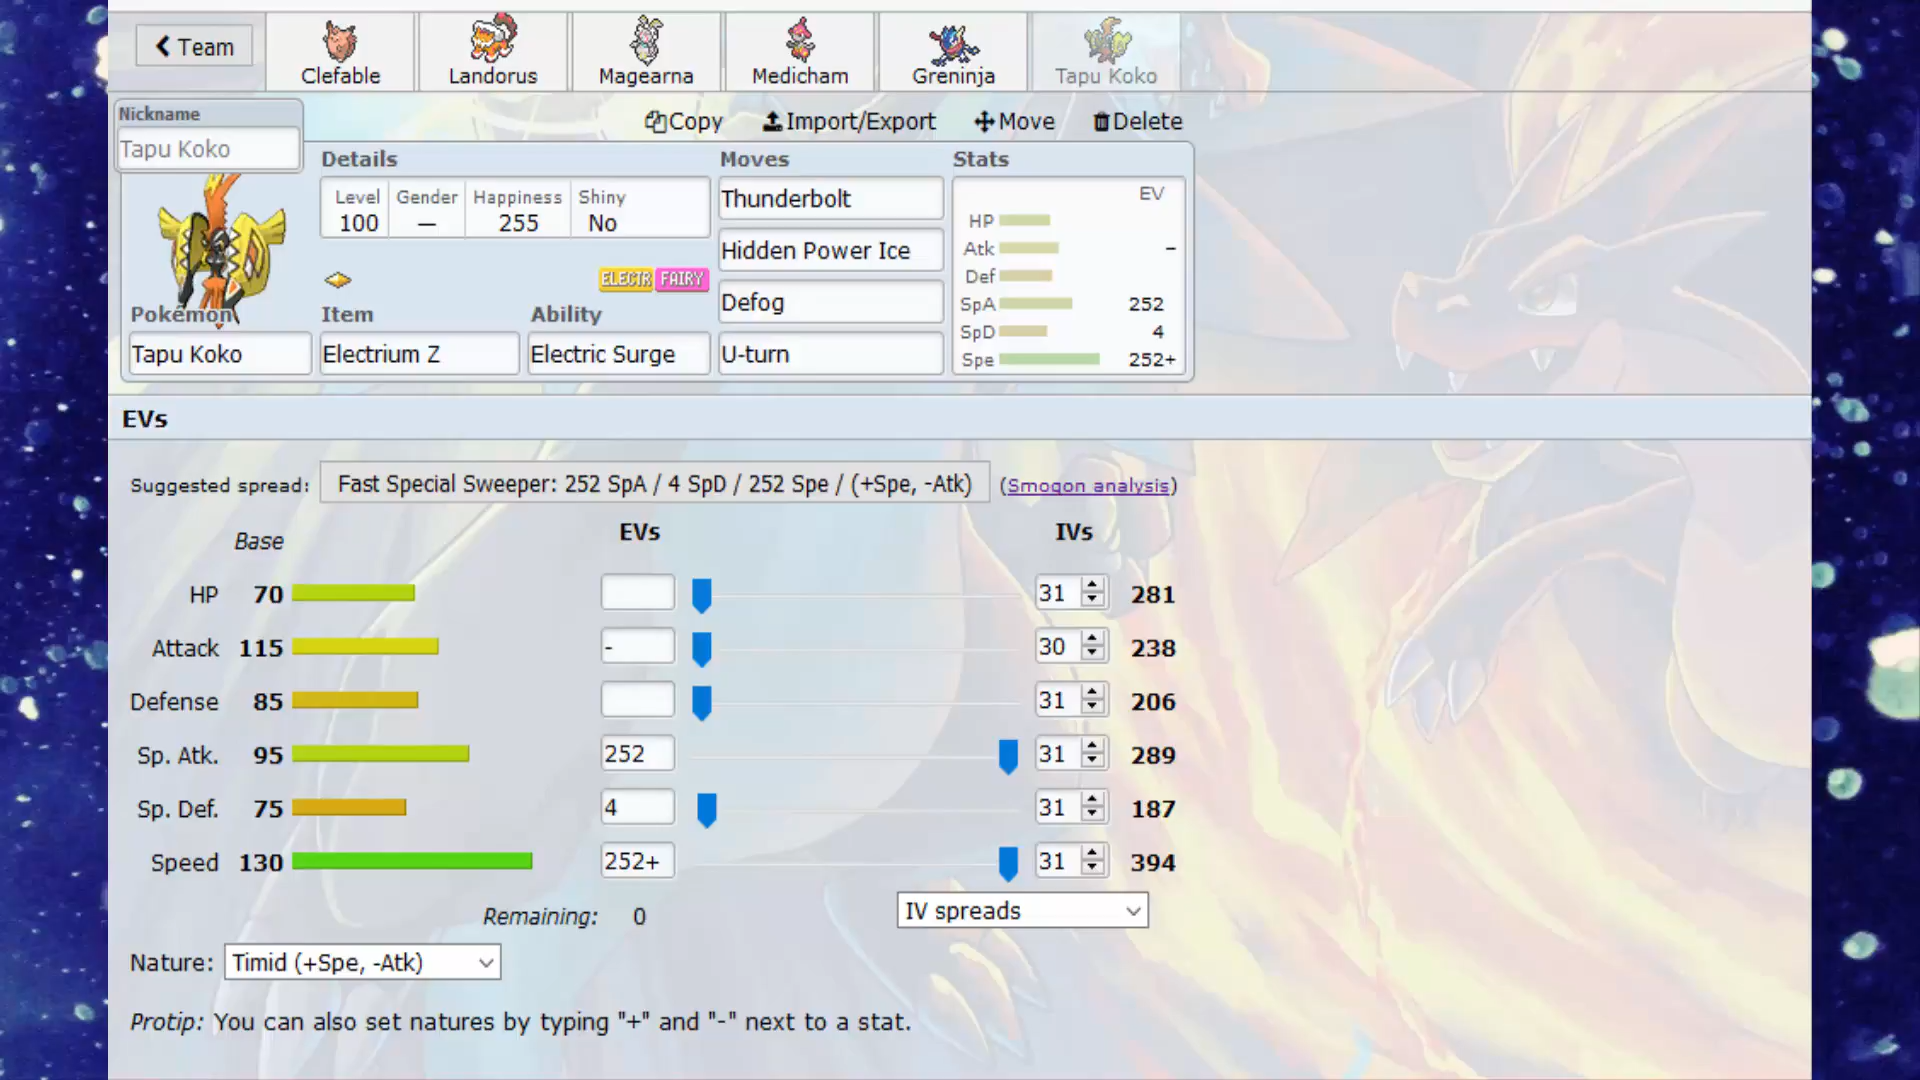 Team
Clefable
Landorus
Magearna
Medicham
Greninja
Tapu Koko
Nickname
Tapu Koko
Copy
Import/Export
Move
Delete
Details
Moves
Stats
Level
Gender
Happiness
Shiny
100
—
255
No
Thunderbolt
Hidden Power Ice
Defog
U-turn
EV
HP
Atk -
Def
SpA 252
SpD 4
Spe 252+
ELECTR FAIRY
Pokémon
Item
Ability
Tapu Koko
Electrium Z
Electric Surge
EVs
Suggested spread: Fast Special Sweeper: 252 SpA / 4 SpD / 252 Spe / (+Spe, -Atk) (Smogon analysis)
Base EVs IVs
HP 70 31 281
Attack 115 - 30 238
Defense 85 31 206
Sp. Atk. 95 252 31 289
Sp. Def. 75 4 31 187
Speed 130 252+ 31 394
Remaining: 0
IV spreads
Nature: Timid (+Spe, -Atk)
Protip: You can also set natures by typing "+" and "-" next to a stat.